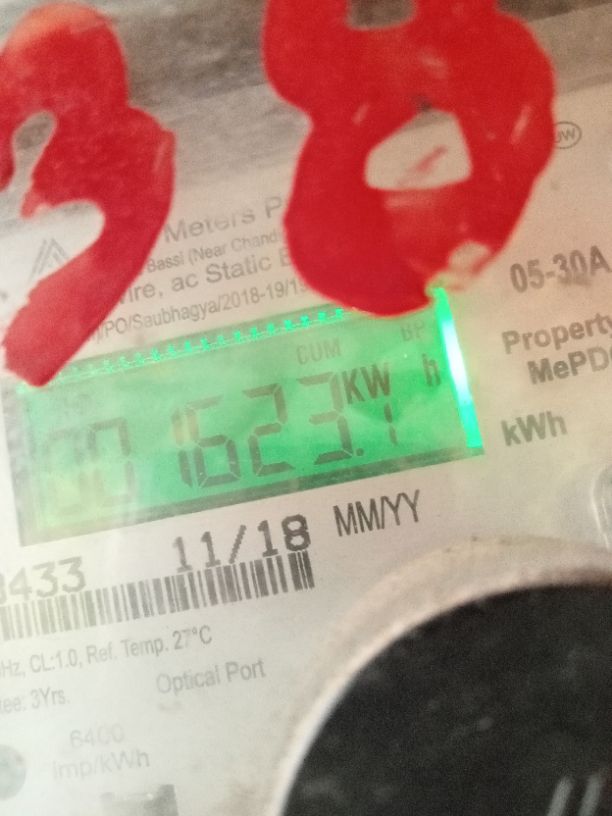 38
UW
Meters P
Bassi (Near Chand
ire, ac Static E
/PO/Saubhagya/2018-19/1
05-30A
Property
MePD
CUM
BP
KW h
001623.1
kWh
3433 11/18 MM/YY
Hz, CL:1.0, Ref. Temp. 27°C
tee: 3Yrs.
Optical Port
6400
imp/kWh